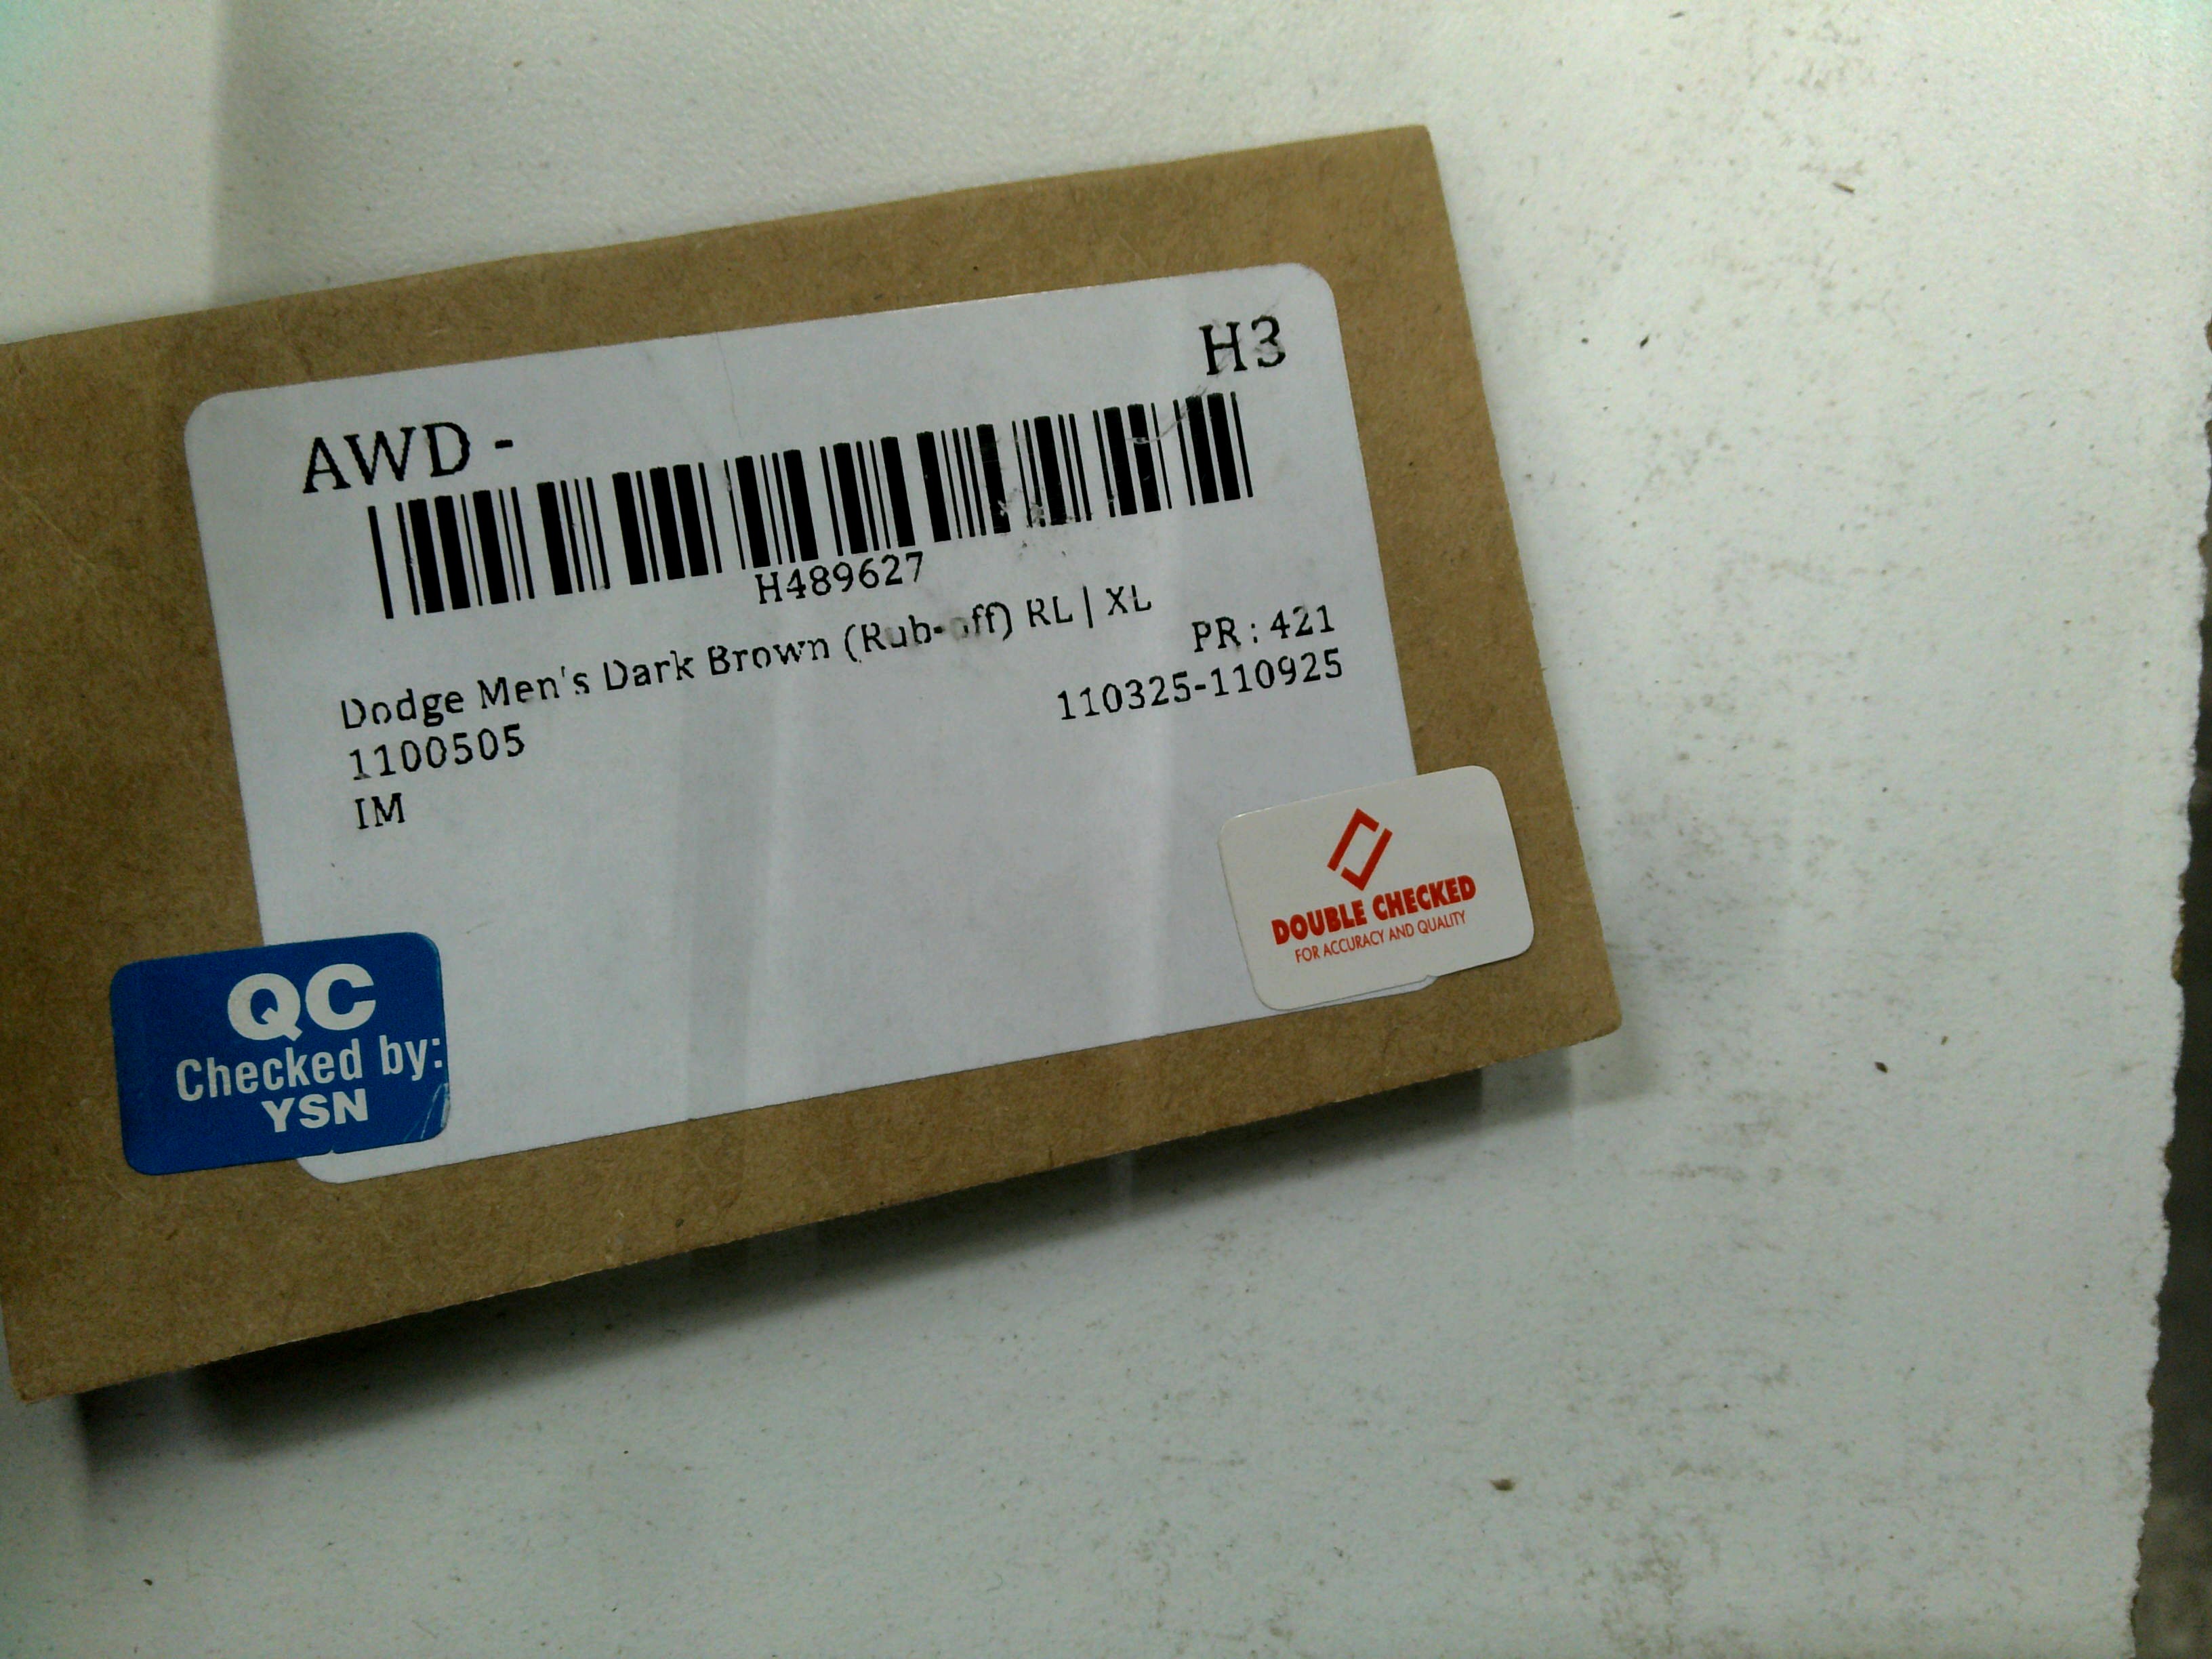 H3
AWD -
H489627
Dodge Men's Dark Brown (Rub-off) RL | XL
PR : 421
1100505
110325-110925
IM
DOUBLE CHECKED
FOR ACCURACY AND QUALITY
QC
Checked by:
YSN